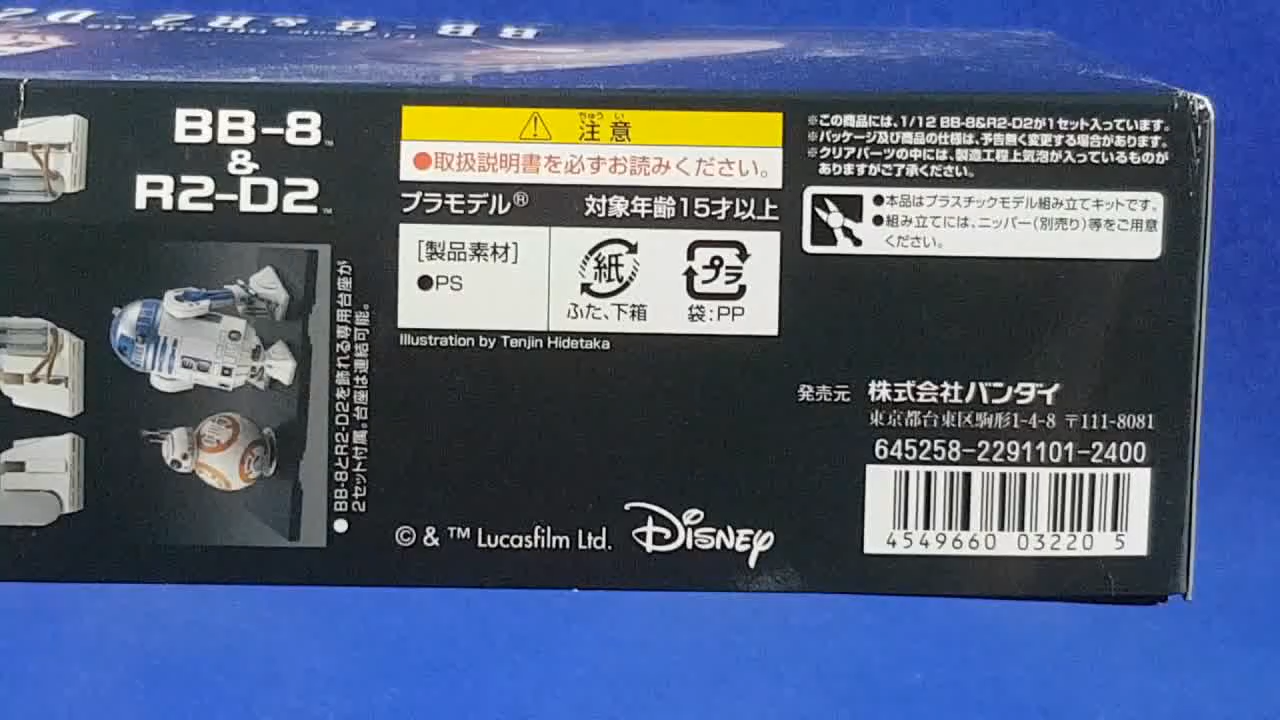 BB-8 & R2-D2
BB-8™
&
R2-D2™
●BB-8とR2-D2を飾れる専用台座が
2セット付属。台座は連結可能。
⚠ 注意
ちゅうい
●取扱説明書を必ずお読みください。
プラモデル® 対象年齢15才以上
[製品素材]
●PS
紙
ふた、下箱
プラ
袋:PP
Illustration by Tenjin Hidetaka
© & ™ Lucasfilm Ltd. Disney
※この商品には、1/12 BB-8&R2-D2が1セット入っています。
※パッケージ及び商品の仕様は、予告無く変更する場合があります。
※クリアパーツの中には、製造工程上気泡が入っているものが
ありますがご了承ください。
●本品はプラスチックモデル組み立てキットです。
●組み立てには、ニッパー(別売り)等をご用意
ください。
発売元 株式会社バンダイ
東京都台東区駒形1-4-8 〒111-8081
645258-2291101-2400
4549660 03220 5